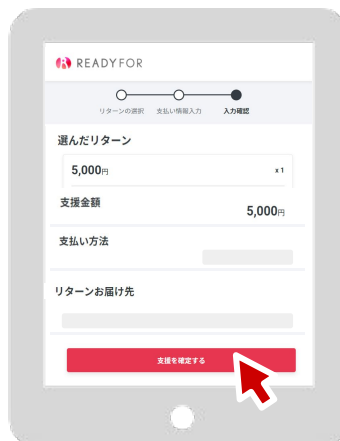 READYFOR
リターンの選択 支払い情報入力 入力確認
選んだリターン
5,000円 x 1
支援金額
5,000円
支払い方法
リターンお届け先
支援を確定する